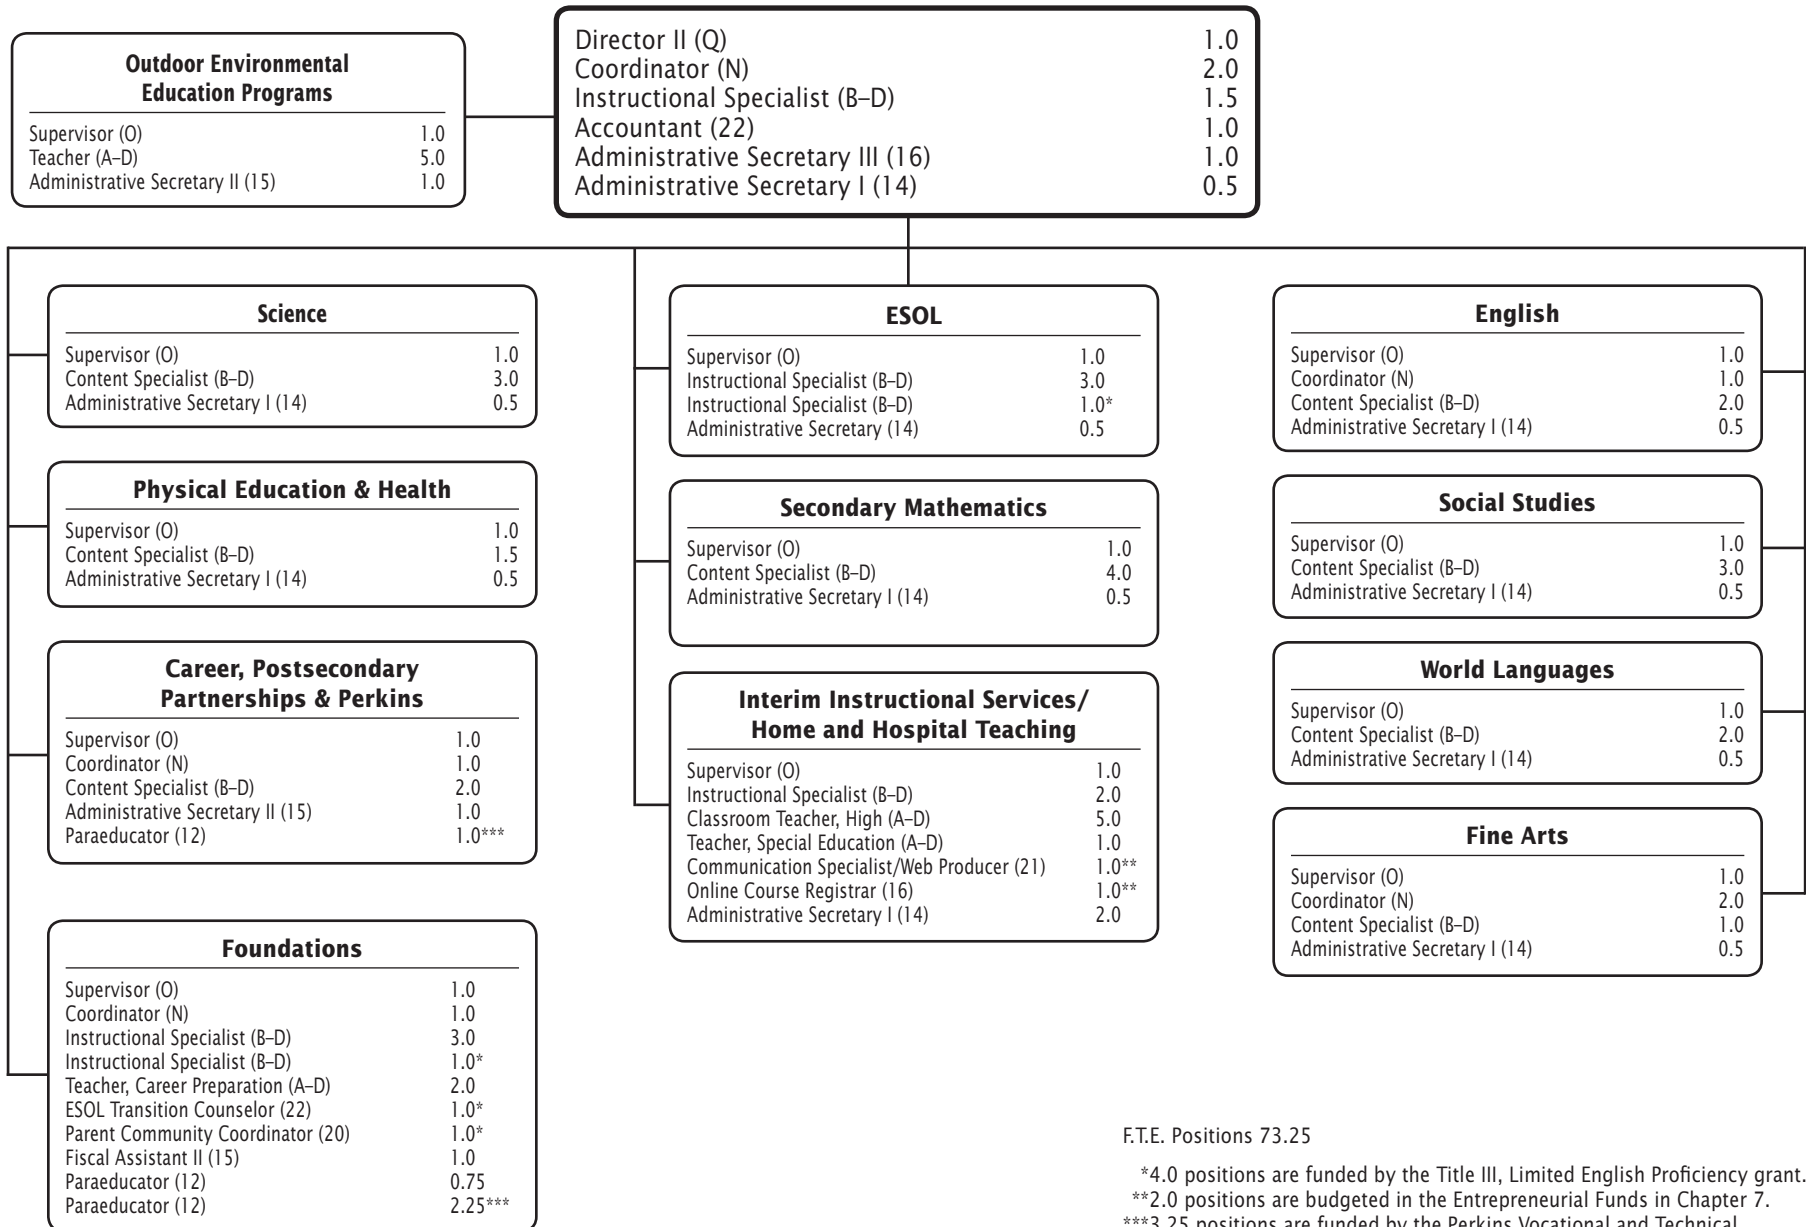 Outdoor Environmental
Education Programs
Supervisor (O) 1.0
Teacher (A–D) 5.0
Administrative Secretary II (15) 1.0
Director II (Q) 1.0
Coordinator (N) 2.0
Instructional Specialist (B–D) 1.5
Accountant (22) 1.0
Administrative Secretary III (16) 1.0
Administrative Secretary I (14) 0.5
Science
Supervisor (O) 1.0
Content Specialist (B–D) 3.0
Administrative Secretary I (14) 0.5
Physical Education & Health
Supervisor (O) 1.0
Content Specialist (B–D) 1.5
Administrative Secretary I (14) 0.5
Career, Postsecondary
Partnerships & Perkins
Supervisor (O) 1.0
Coordinator (N) 1.0
Content Specialist (B–D) 2.0
Administrative Secretary II (15) 1.0
Paraeducator (12) 1.0***
Foundations
Supervisor (O) 1.0
Coordinator (N) 1.0
Instructional Specialist (B–D) 3.0
Instructional Specialist (B–D) 1.0*
Teacher, Career Preparation (A–D) 2.0
ESOL Transition Counselor (22) 1.0*
Parent Community Coordinator (20) 1.0*
Fiscal Assistant II (15) 1.0
Paraeducator (12) 0.75
Paraeducator (12) 2.25***
ESOL
Supervisor (O) 1.0
Instructional Specialist (B–D) 3.0
Instructional Specialist (B–D) 1.0*
Administrative Secretary (14) 0.5
Secondary Mathematics
Supervisor (O) 1.0
Content Specialist (B–D) 4.0
Administrative Secretary I (14) 0.5
Interim Instructional Services/
Home and Hospital Teaching
Supervisor (O) 1.0
Instructional Specialist (B–D) 2.0
Classroom Teacher, High (A–D) 5.0
Teacher, Special Education (A–D) 1.0
Communication Specialist/Web Producer (21) 1.0**
Online Course Registrar (16) 1.0**
Administrative Secretary I (14) 2.0
English
Supervisor (O) 1.0
Coordinator (N) 1.0
Content Specialist (B–D) 2.0
Administrative Secretary I (14) 0.5
Social Studies
Supervisor (O) 1.0
Content Specialist (B–D) 3.0
Administrative Secretary I (14) 0.5
World Languages
Supervisor (O) 1.0
Content Specialist (B–D) 2.0
Administrative Secretary I (14) 0.5
Fine Arts
Supervisor (O) 1.0
Coordinator (N) 2.0
Content Specialist (B–D) 1.0
Administrative Secretary I (14) 0.5
F.T.E. Positions 73.25
*4.0 positions are funded by the Title III, Limited English Proficiency grant.
**2.0 positions are budgeted in the Entrepreneurial Funds in Chapter 7.
***3.25 positions are funded by the Perkins Vocational and Technical